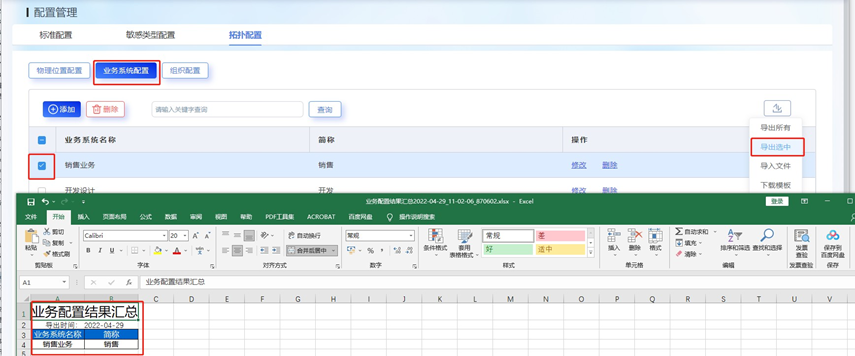 配置管理
标准配置 敏感类型配置 拓扑配置
物理位置配置 业务系统配置 组织配置
添加 删除 请输入关键字查询 查询
导出所有
业务系统名称 简称 操作
导出选中
销售业务 销售 修改 删除
导入文件
开发设计 开发
下载模板
业务配置结果汇总2022-04-29_11-02-06_870602.xlsx - Excel 登录
文件 开始 插入 页面布局 公式 数据 审阅 视图 帮助 PDF工具集 ACROBAT 百度网盘 操作说明搜索
粘贴 剪切 复制 格式刷
Calibri 20
B I U
自动换行
合并后居中
常规
条件格式 套用表格格式
常规 差
好 适中
插入 删除 格式
自动求和 填充 清除
排序和筛选 查找和选择
发票查验
保存到百度网盘
剪贴板 字体 对齐方式 数字 样式 单元格 编辑 发票查验 保存
A1 业务配置结果汇总
A B C D E F G H I J K L M N O P Q R S T U V
1 业务配置结果汇总
2 导出时间: 2022-04-29
3 业务系统名称 简称
4 销售业务 销售
5